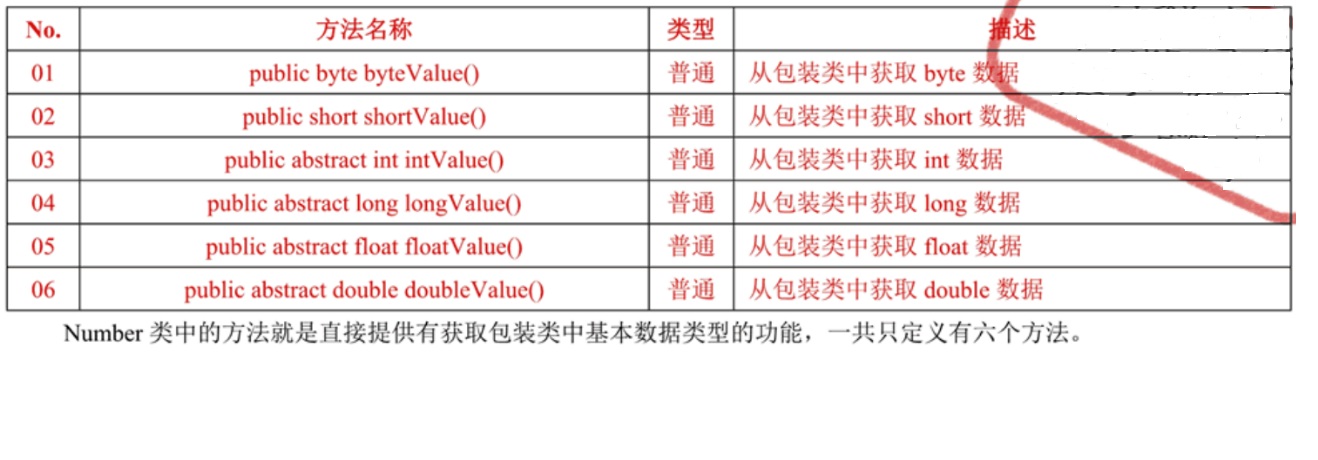 No. 方法名称 类型 描述
01 public byte byteValue() 普通 从包装类中获取 byte 数据
02 public short shortValue() 普通 从包装类中获取 short 数据
03 public abstract int intValue() 普通 从包装类中获取 int 数据
04 public abstract long longValue() 普通 从包装类中获取 long 数据
05 public abstract float floatValue() 普通 从包装类中获取 float 数据
06 public abstract double doubleValue() 普通 从包装类中获取 double 数据
Number 类中的方法就是直接提供有获取包装类中基本数据类型的功能，一共只定义有六个方法。